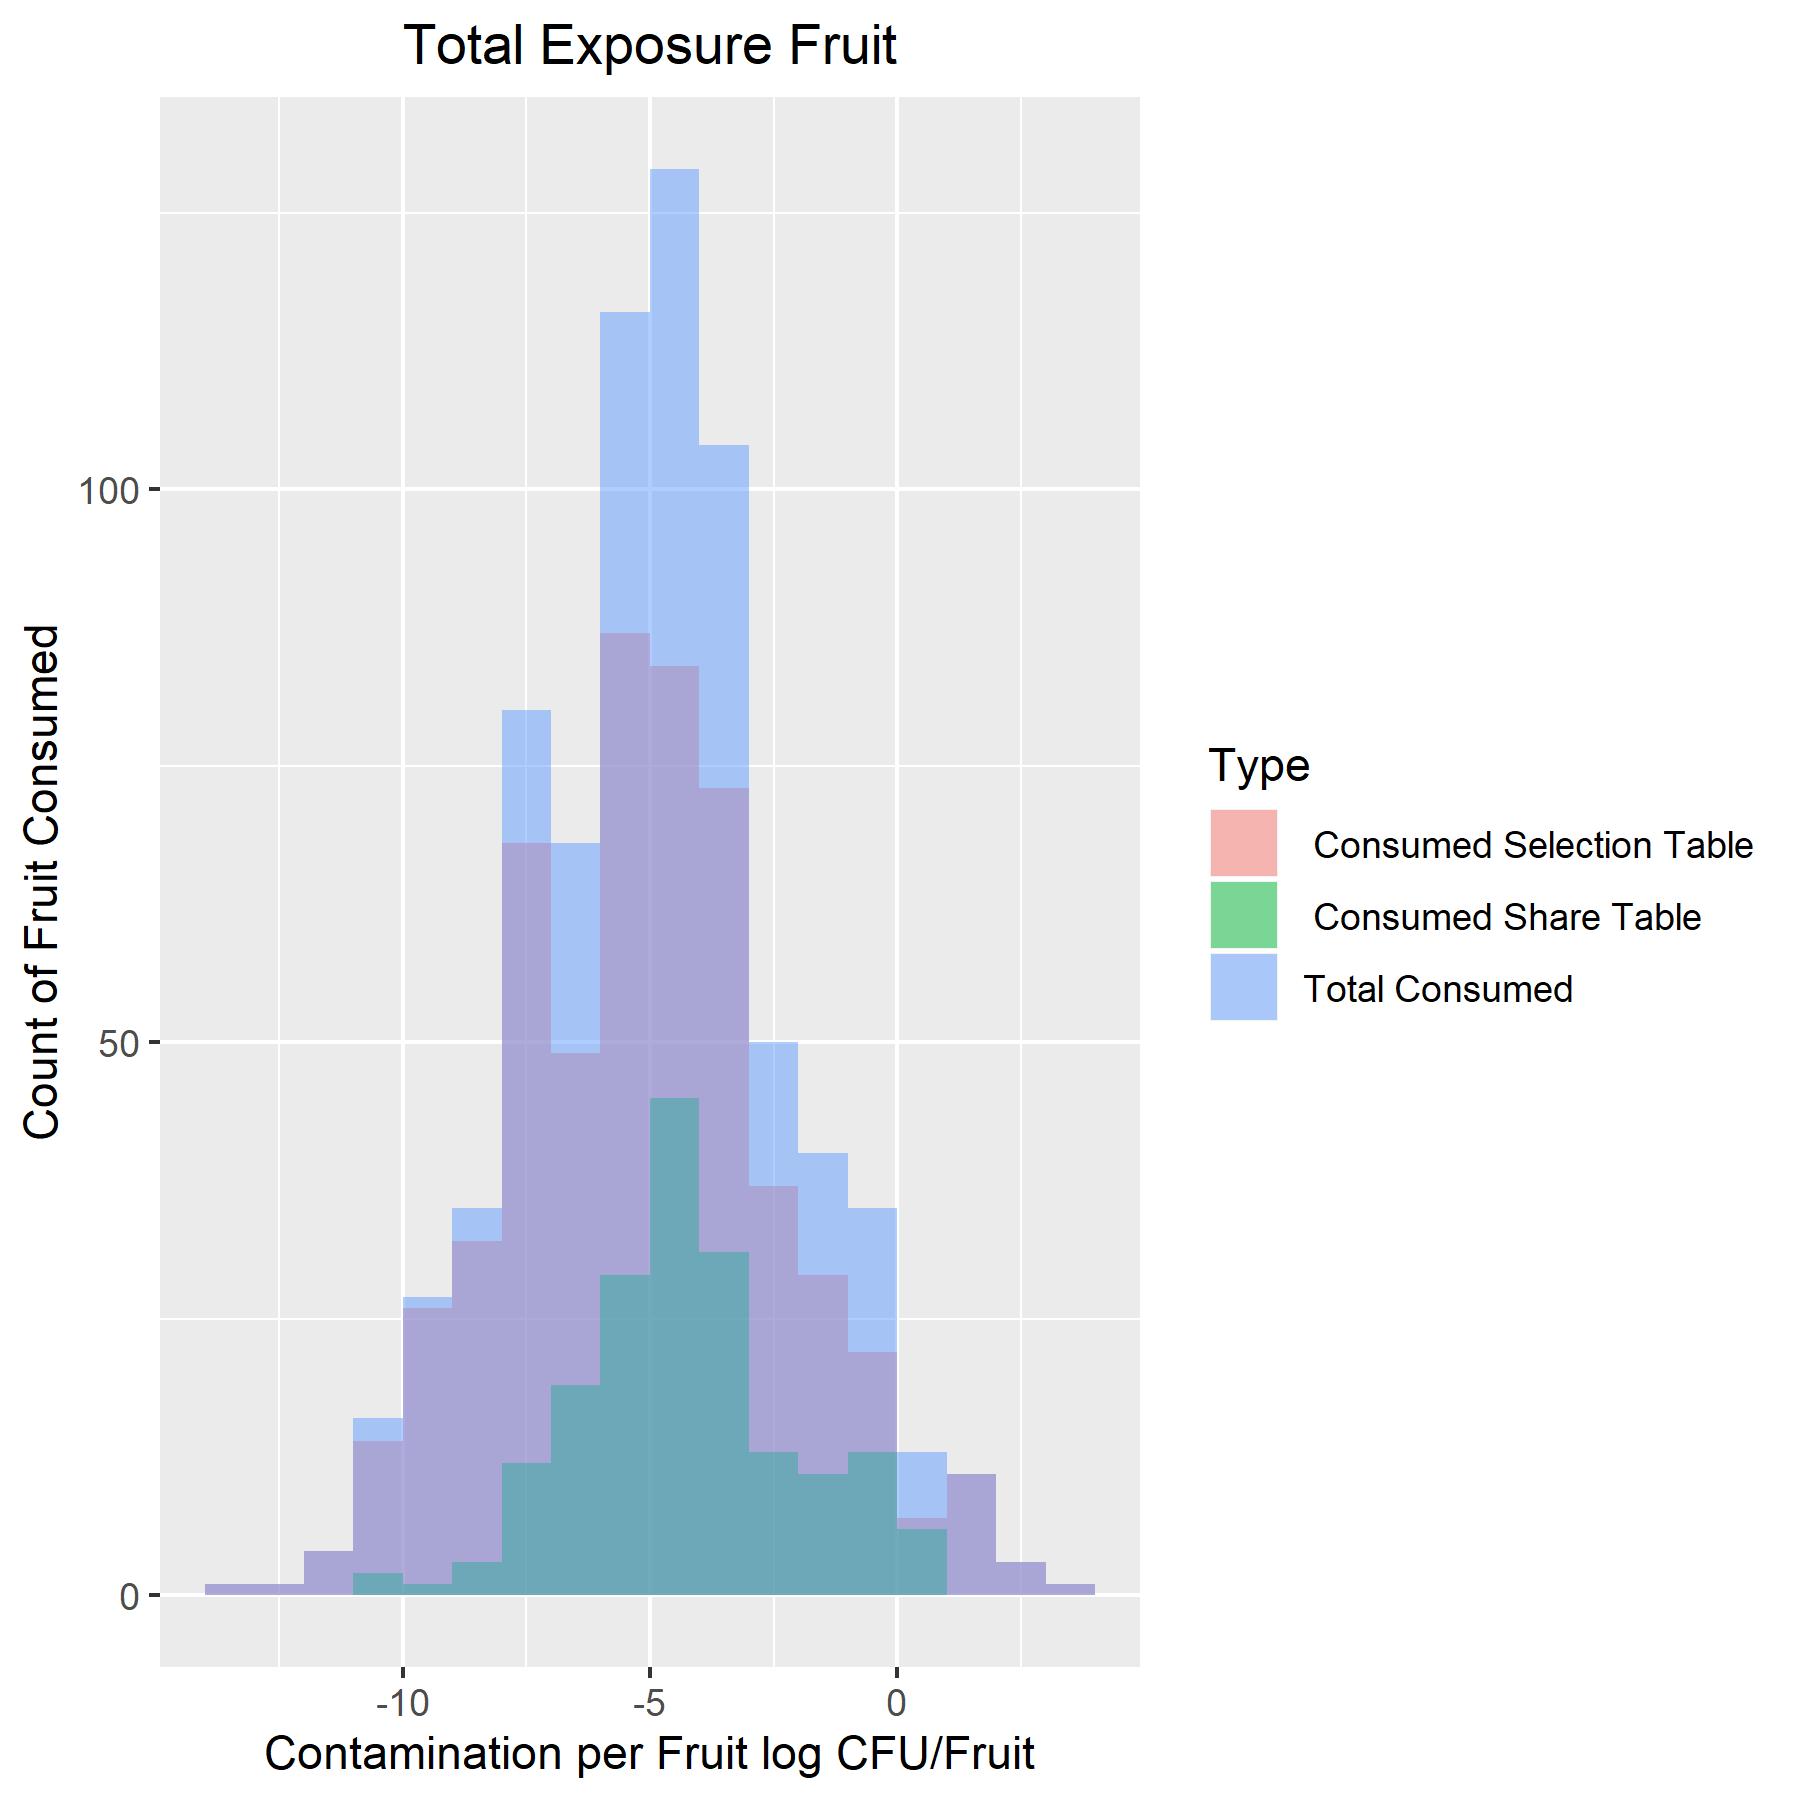 Total Exposure Fruit
Count of Fruit Consumed
100
50
0
-10
-5
0
Contamination per Fruit log CFU/Fruit
Type
Consumed Selection Table
Consumed Share Table
Total Consumed